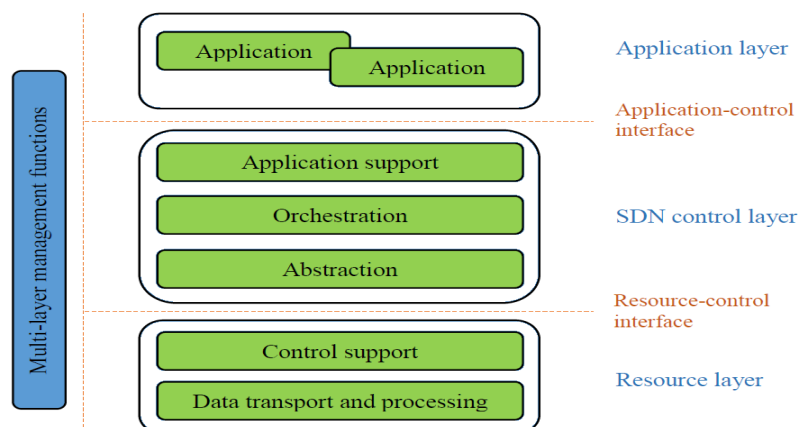 Multi-layer management functions
Application
Application
Application layer
Application-control
interface
Application support
Orchestration
Abstraction
SDN control layer
Resource-control
interface
Control support
Data transport and processing
Resource layer